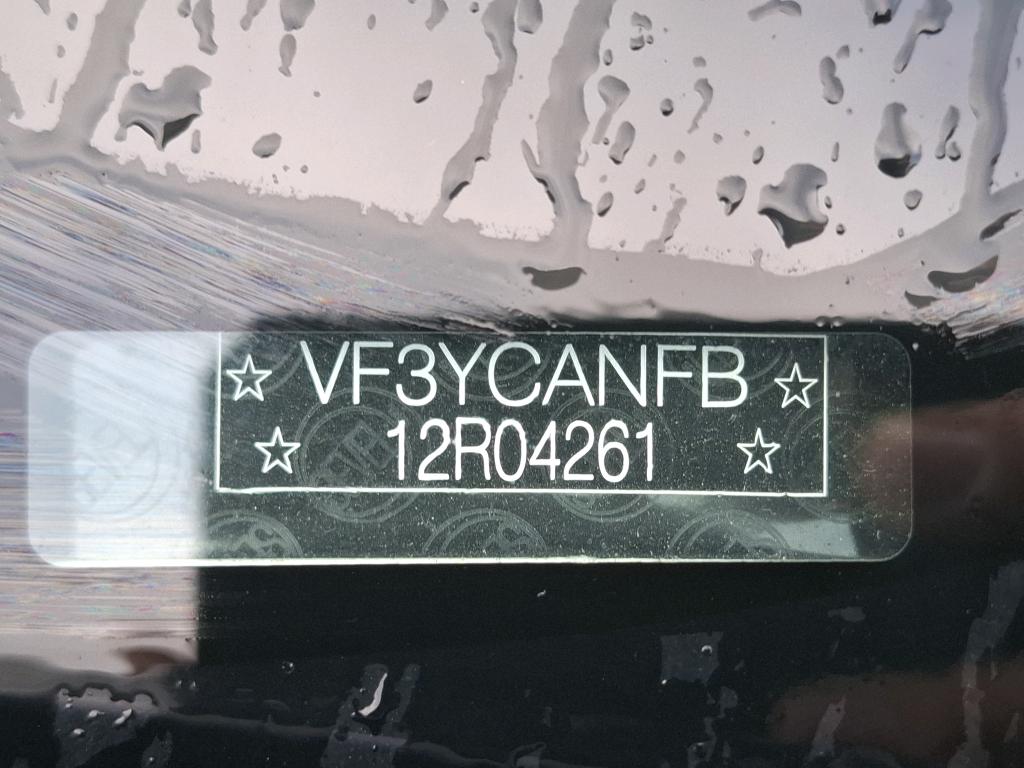 ☆ VF3YCANFB ☆
☆ 12R04261 ☆